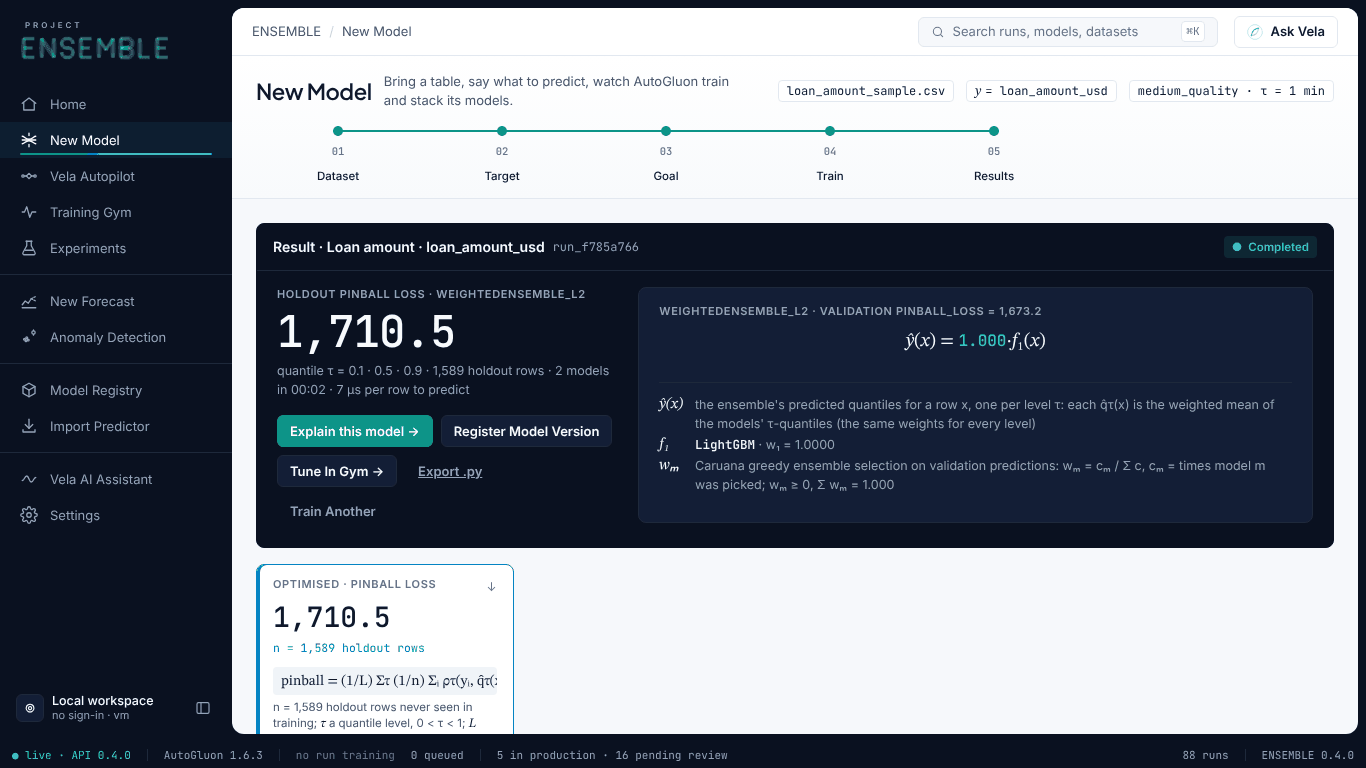 PROJECT
ENSEMBLE
Home
New Model
Vela Autopilot
Training Gym
Experiments
New Forecast
Anomaly Detection
Model Registry
Import Predictor
Vela AI Assistant
Settings
Local workspace
no sign-in · vm
ENSEMBLE / New Model
Search runs, models, datasets ⌘K
Ask Vela
New Model
Bring a table, say what to predict, watch AutoGluon train
and stack its models.
loan_amount_sample.csv
y = loan_amount_usd
medium_quality · τ = 1 min
01 02 03 04 05
Dataset Target Goal Train Results
Result · Loan amount · loan_amount_usd run_f785a766
Completed
HOLDOUT PINBALL LOSS · WEIGHTEDENSEMBLE_L2
1,710.5
quantile τ = 0.1 · 0.5 · 0.9 · 1,589 holdout rows · 2 models
in 00:02 · 7 µs per row to predict
Explain this model →
Register Model Version
Tune In Gym →
Export .py
Train Another
WEIGHTEDENSEMBLE_L2 · VALIDATION PINBALL_LOSS = 1,673.2
ŷ(x) = 1.000·f₁(x)
ŷ(x) the ensemble's predicted quantiles for a row x, one per level τ: each q̂τ(x) is the weighted mean of
the models' τ-quantiles (the same weights for every level)
f₁ LightGBM · w₁ = 1.0000
wₘ Caruana greedy ensemble selection on validation predictions: wₘ = cₘ / Σ c, cₘ = times model m
was picked; wₘ ≥ 0, Σ wₘ = 1.000
OPTIMISED · PINBALL LOSS ↓
1,710.5
n = 1,589 holdout rows
pinball = (1/L) Στ (1/n) Σᵢ ρτ(yᵢ, q̂τ(x
n = 1,589 holdout rows never seen in
training; τ a quantile level, 0 < τ < 1; L
live · API 0.4.0
AutoGluon 1.6.3
no run training 0 queued
5 in production · 16 pending review
88 runs
ENSEMBLE 0.4.0